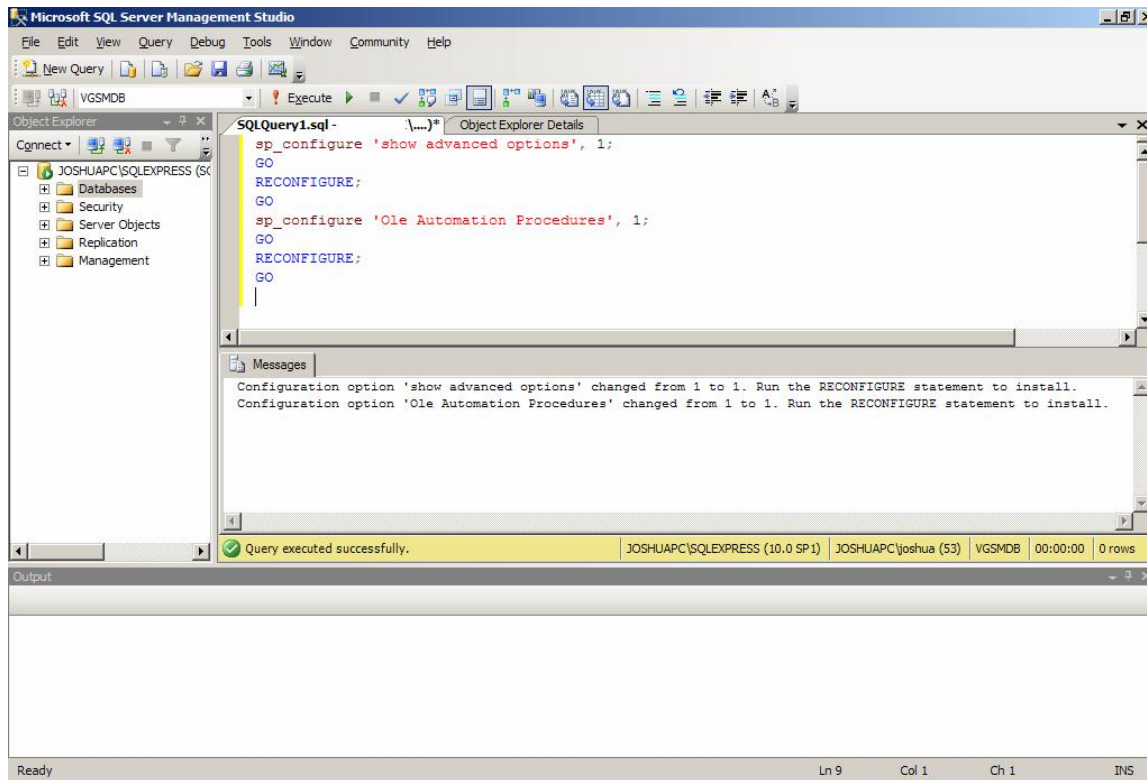 Microsoft SQL Server Management Studio
File Edit View Query Debug Tools Window Community Help
New Query
VGSMDB Execute
Object Explorer
Connect
JOSHUAPC\SQLEXPRESS (SC
Databases
Security
Server Objects
Replication
Management
SQLQuery1.sql - :\....)* Object Explorer Details
sp_configure 'show advanced options', 1;
GO
RECONFIGURE;
GO
sp_configure 'Ole Automation Procedures', 1;
GO
RECONFIGURE;
GO
Messages
Configuration option 'show advanced options' changed from 1 to 1. Run the RECONFIGURE statement to install.
Configuration option 'Ole Automation Procedures' changed from 1 to 1. Run the RECONFIGURE statement to install.
Query executed successfully. JOSHUAPC\SQLEXPRESS (10.0 SP1) JOSHUAPC\joshua (53) VGSMDB 00:00:00 0 rows
Output
Ready Ln 9 Col 1 Ch 1 INS